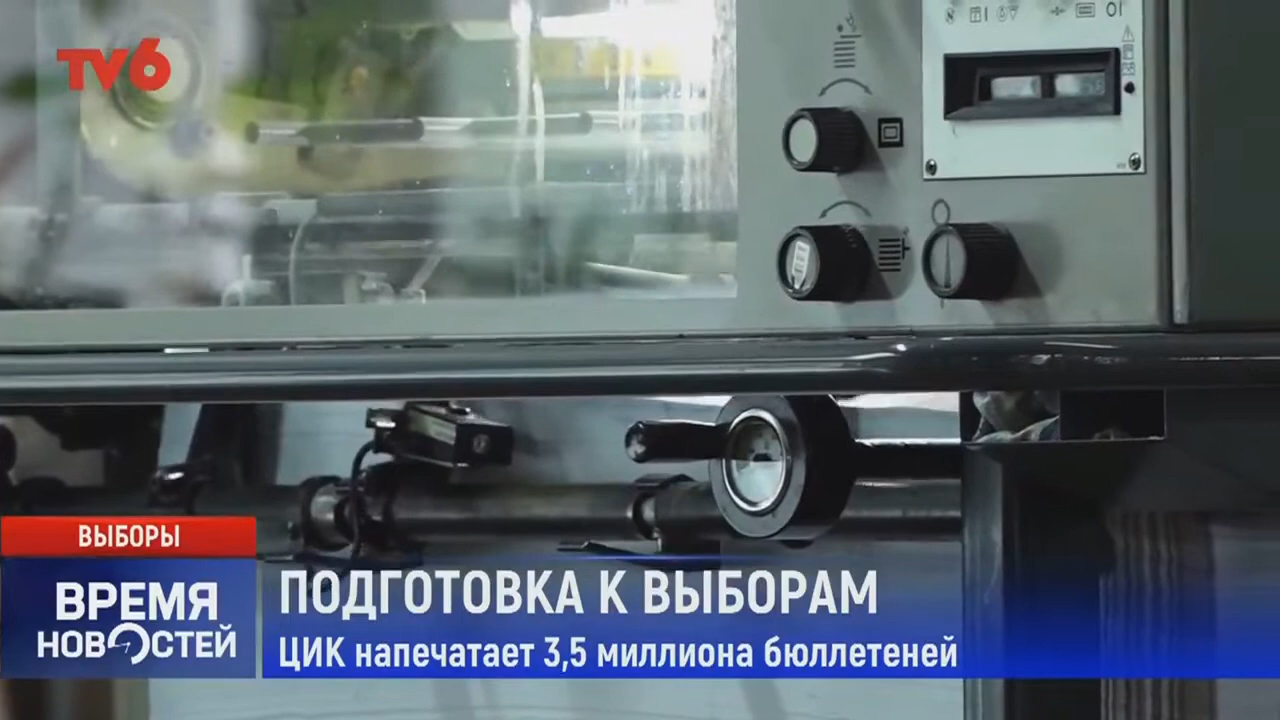 TV6
ВЫБОРЫ
ВРЕМЯ
НОВОСТЕЙ
ПОДГОТОВКА К ВЫБОРАМ
ЦИК напечатает 3,5 миллиона бюллетеней